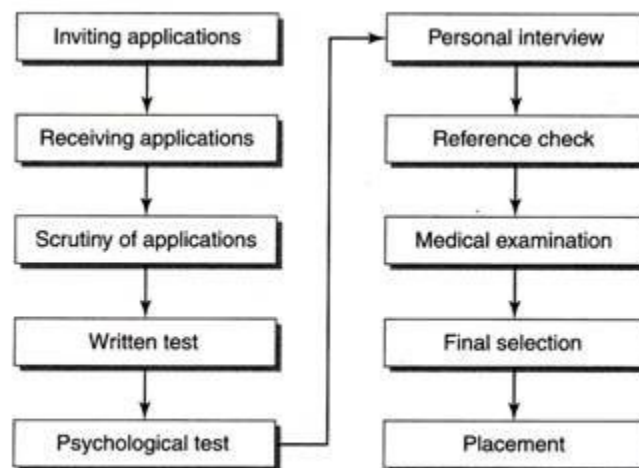 Inviting applications
Receiving applications
Scrutiny of applications
Written test
Psychological test
Personal interview
Reference check
Medical examination
Final selection
Placement